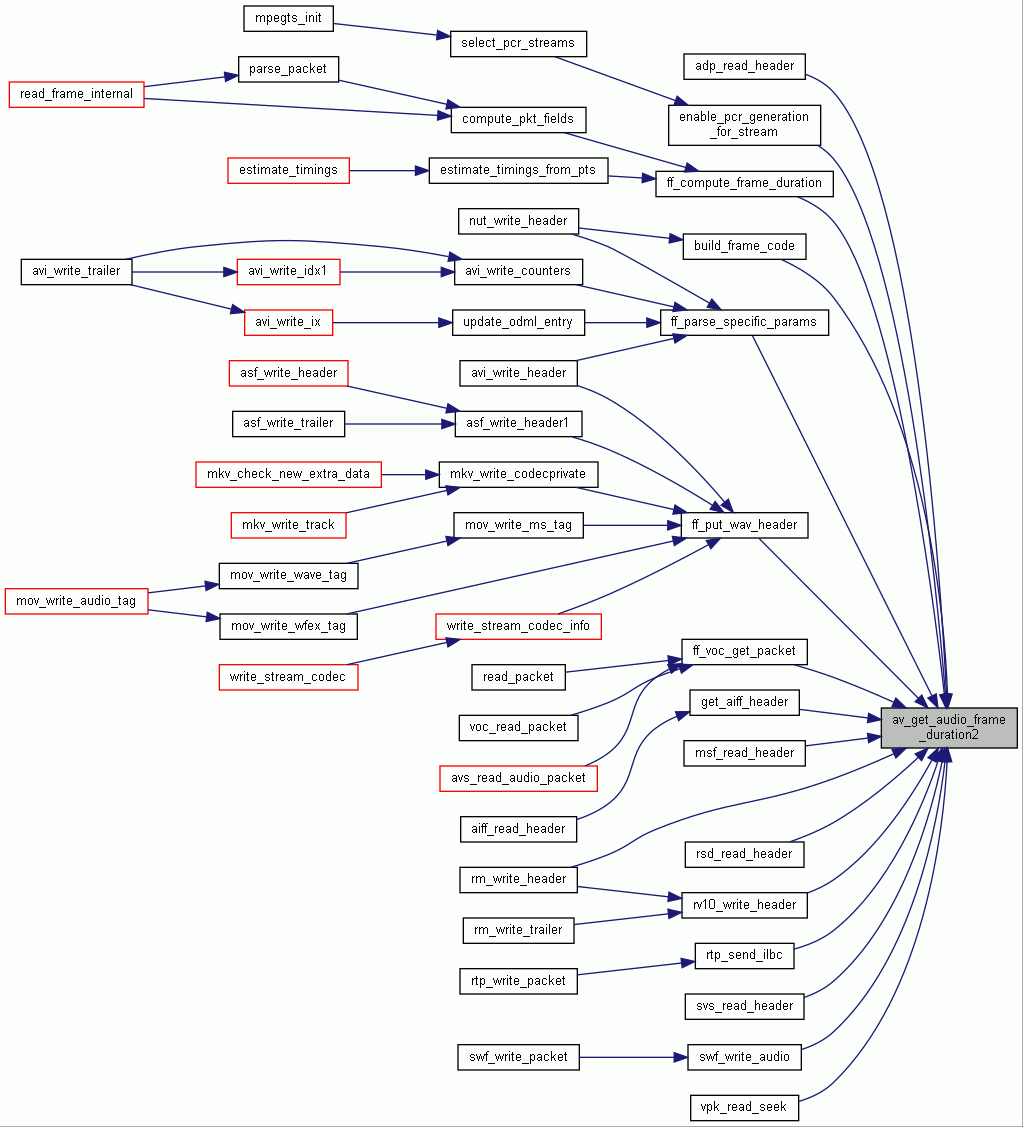 mpegts_init
select_pcr_streams
adp_read_header
parse_packet
read_frame_internal
compute_pkt_fields
enable_pcr_generation
_for_stream
estimate_timings
estimate_timings_from_pts
ff_compute_frame_duration
nut_write_header
build_frame_code
avi_write_trailer
avi_write_idx1
avi_write_counters
avi_write_ix
update_odml_entry
ff_parse_specific_params
asf_write_header
avi_write_header
asf_write_trailer
asf_write_header1
mkv_check_new_extra_data
mkv_write_codecprivate
mkv_write_track
mov_write_ms_tag
ff_put_wav_header
mov_write_wave_tag
mov_write_audio_tag
mov_write_wfex_tag
write_stream_codec_info
write_stream_codec
ff_voc_get_packet
read_packet
get_aiff_header
voc_read_packet
av_get_audio_frame
_duration2
msf_read_header
avs_read_audio_packet
aiff_read_header
rsd_read_header
rm_write_header
rv10_write_header
rm_write_trailer
rtp_send_ilbc
rtp_write_packet
svs_read_header
swf_write_packet
swf_write_audio
vpk_read_seek